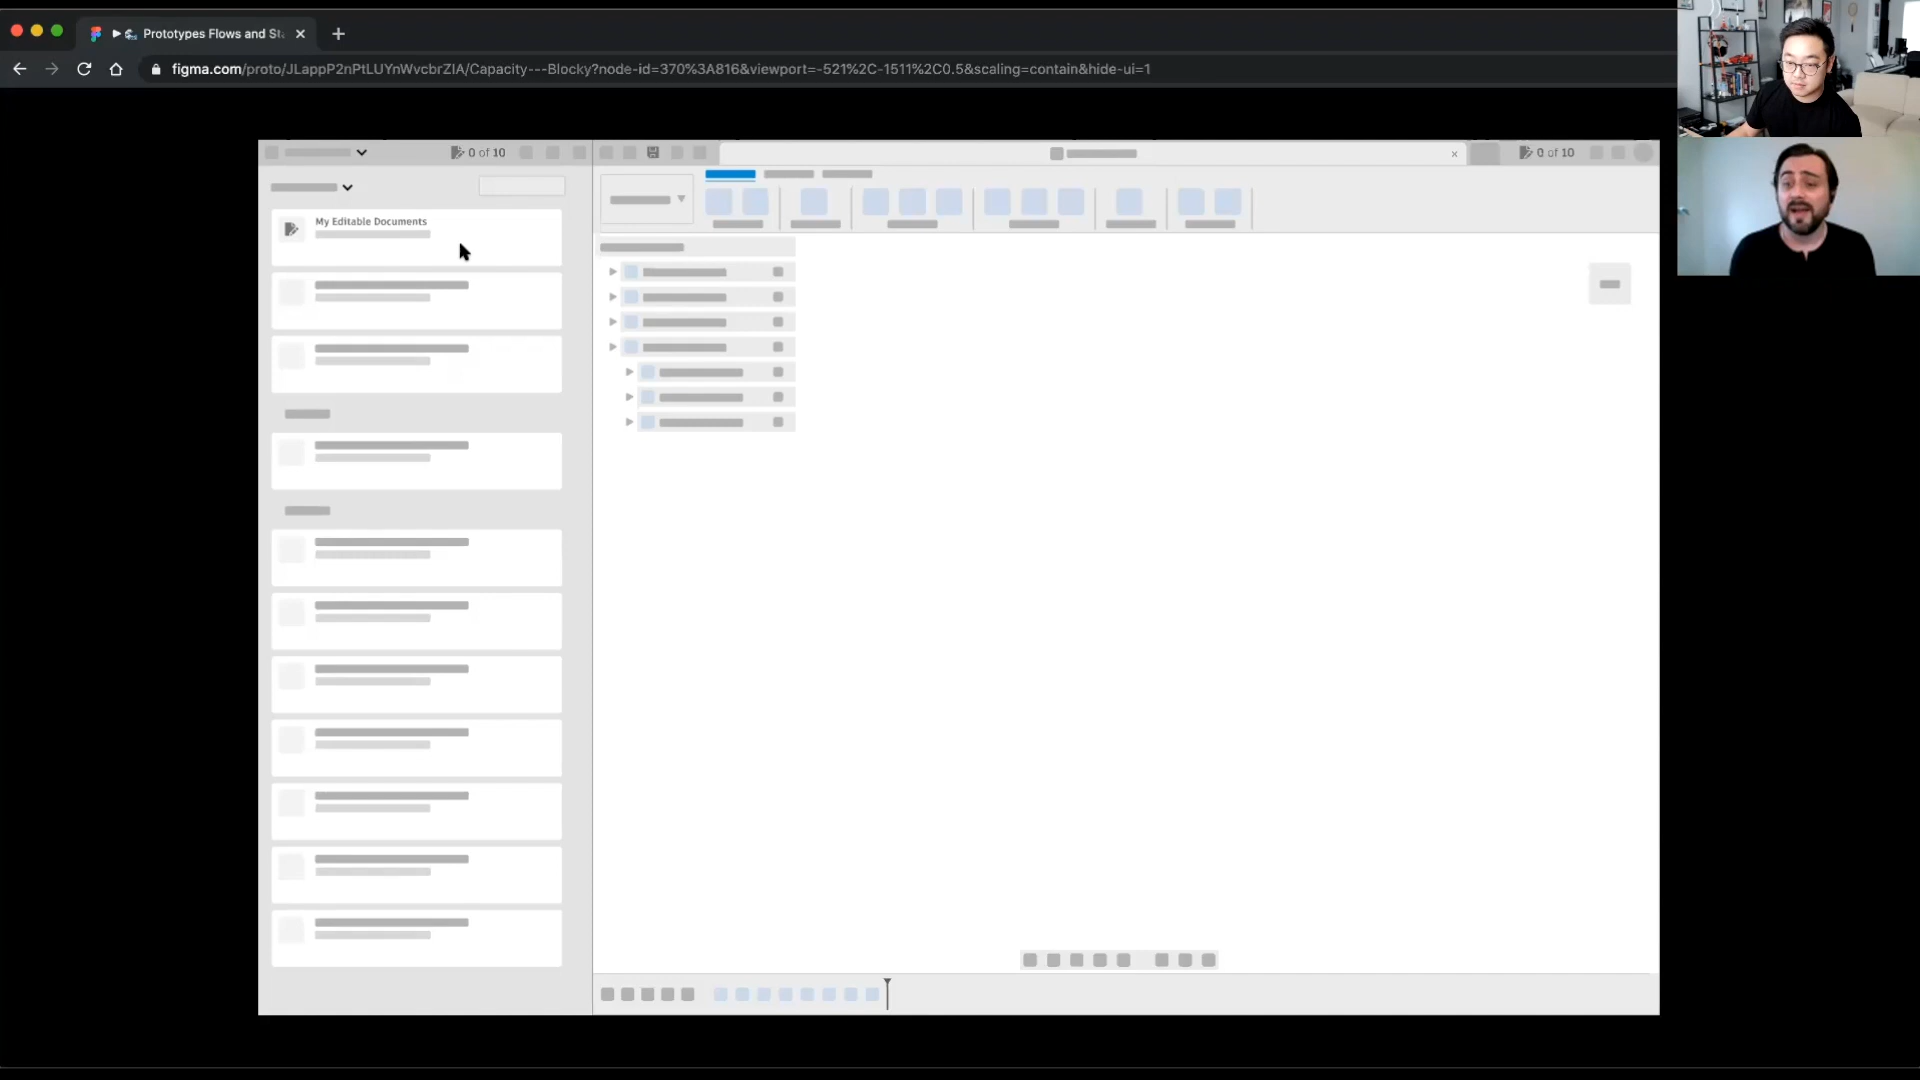 Prototypes Flows and Sta
figma.com/proto/JLappP2nPtLUYnWvcbrZIA/Capacity---Blocky?node-id=370%3A816&viewport=-521%2C-1511%2C0.5&scaling=contain&hide-ui=1
0 of 10
0 of 10
My Editable Documents